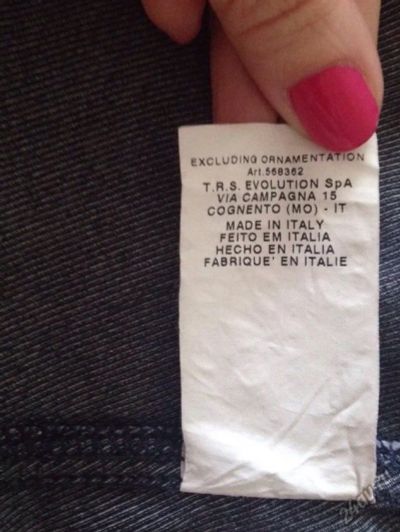 EXCLUDING ORNAMENTATION
Art.568362
T.R.S. EVOLUTION SpA
VIA CAMPAGNA 15
COGNENTO (MO) - IT
MADE IN ITALY
FEITO EM ITALIA
HECHO EN ITALIA
FABRIQUE' EN ITALIE